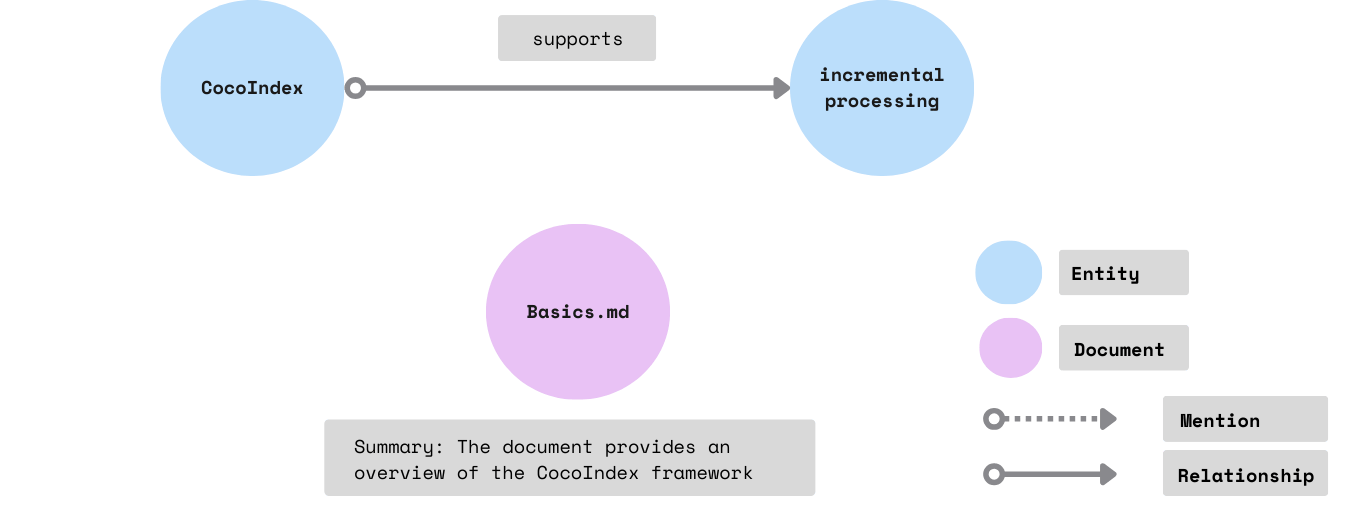 supports
CocoIndex
incremental
processing
Basics.md
Entity
Document
Mention
Relationship
Summary: The document provides an
overview of the CocoIndex framework